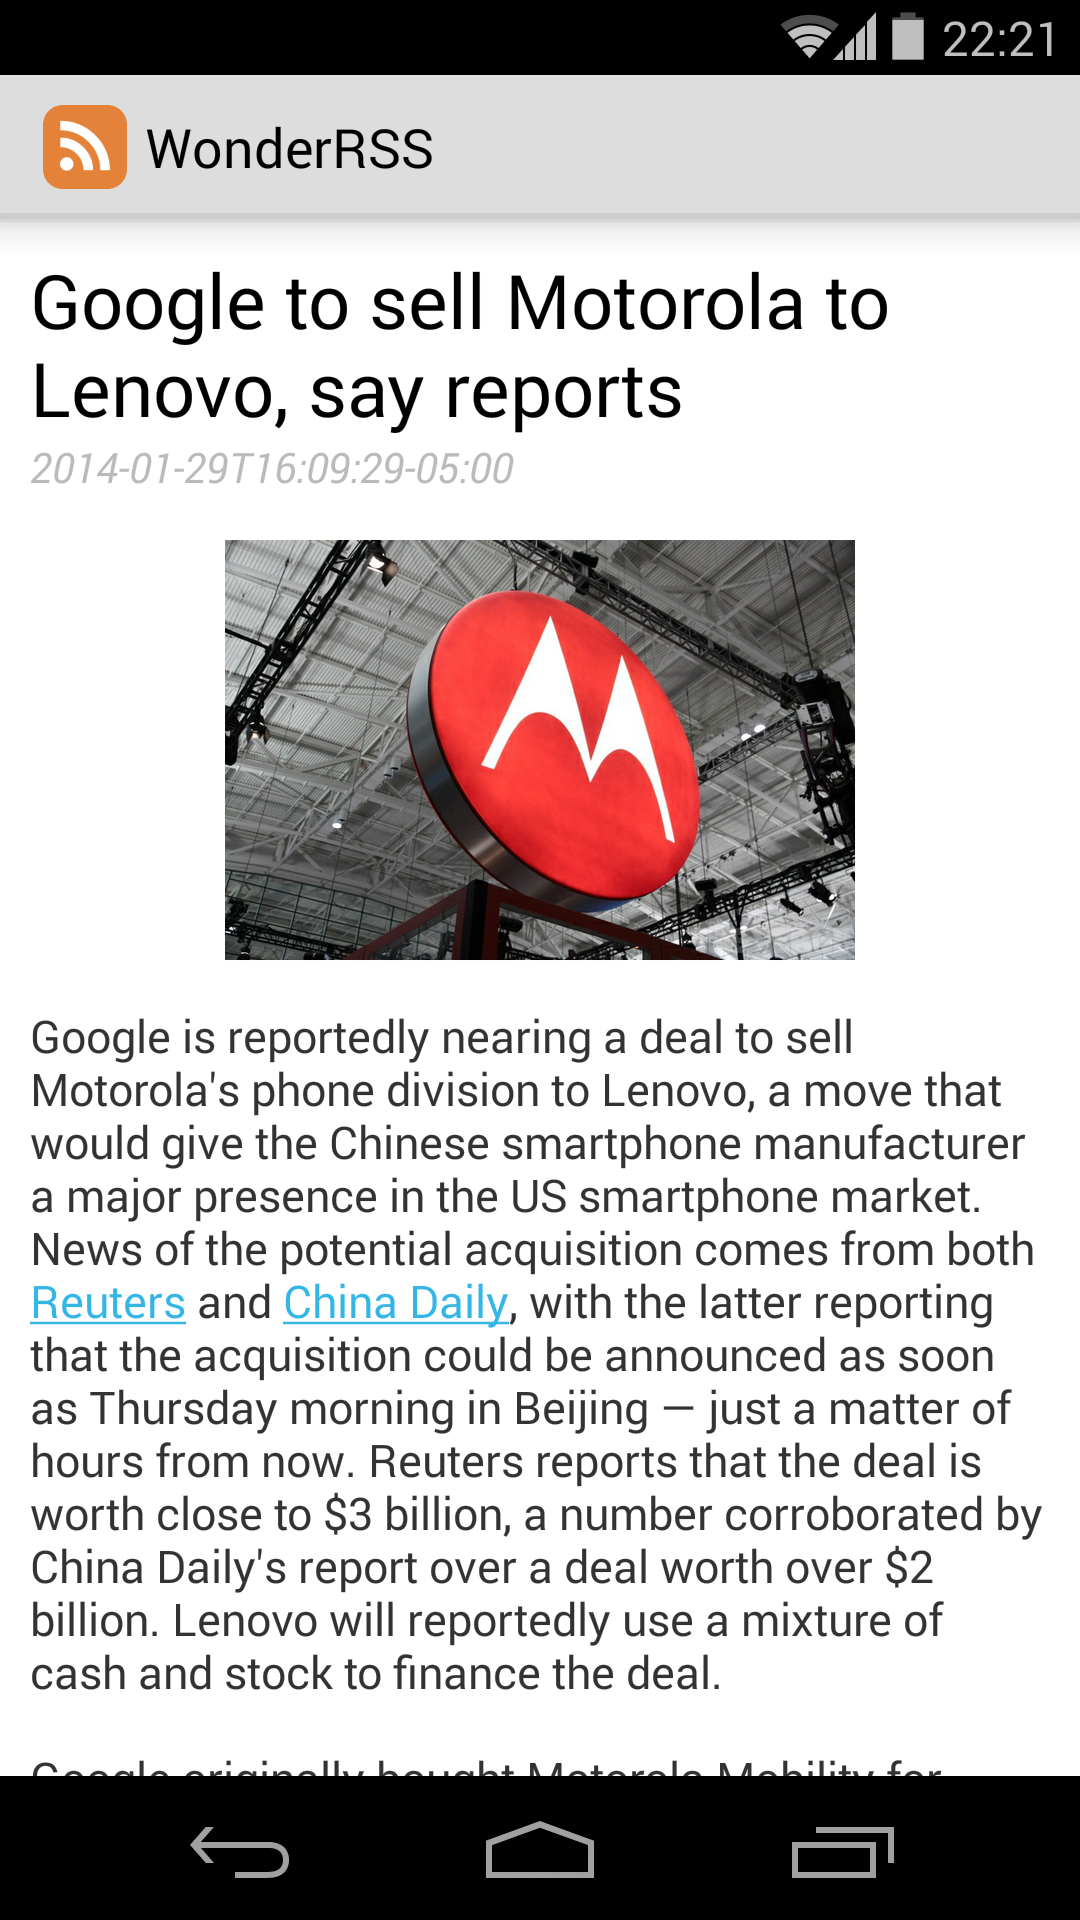 22:21
WonderRSS
Google to sell Motorola to
Lenovo, say reports
2014-01-29T16:09:29-05:00
Google is reportedly nearing a deal to sell
Motorola's phone division to Lenovo, a move that
would give the Chinese smartphone manufacturer
a major presence in the US smartphone market.
News of the potential acquisition comes from both
Reuters and China Daily, with the latter reporting
that the acquisition could be announced as soon
as Thursday morning in Beijing — just a matter of
hours from now. Reuters reports that the deal is
worth close to $3 billion, a number corroborated by
China Daily's report over a deal worth over $2
billion. Lenovo will reportedly use a mixture of
cash and stock to finance the deal.
Google originally bought Motorola Mobility for